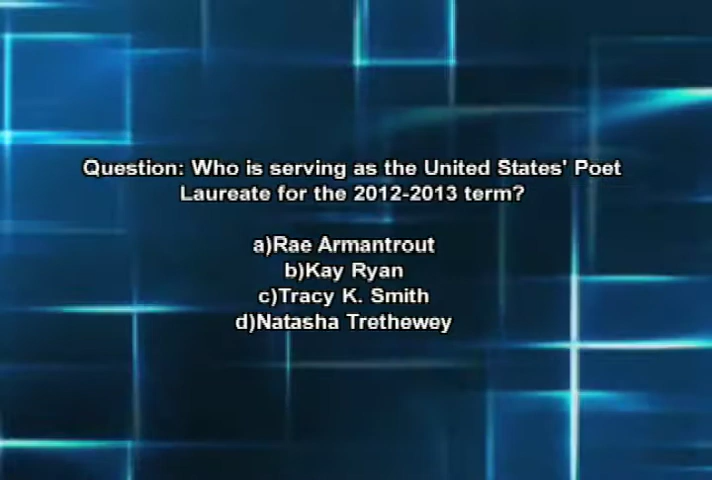 Question: Who is serving as the United States' Poet
Laureate for the 2012-2013 term?
a)Rae Armantrout
b)Kay Ryan
c)Tracy K. Smith
d)Natasha Trethewey